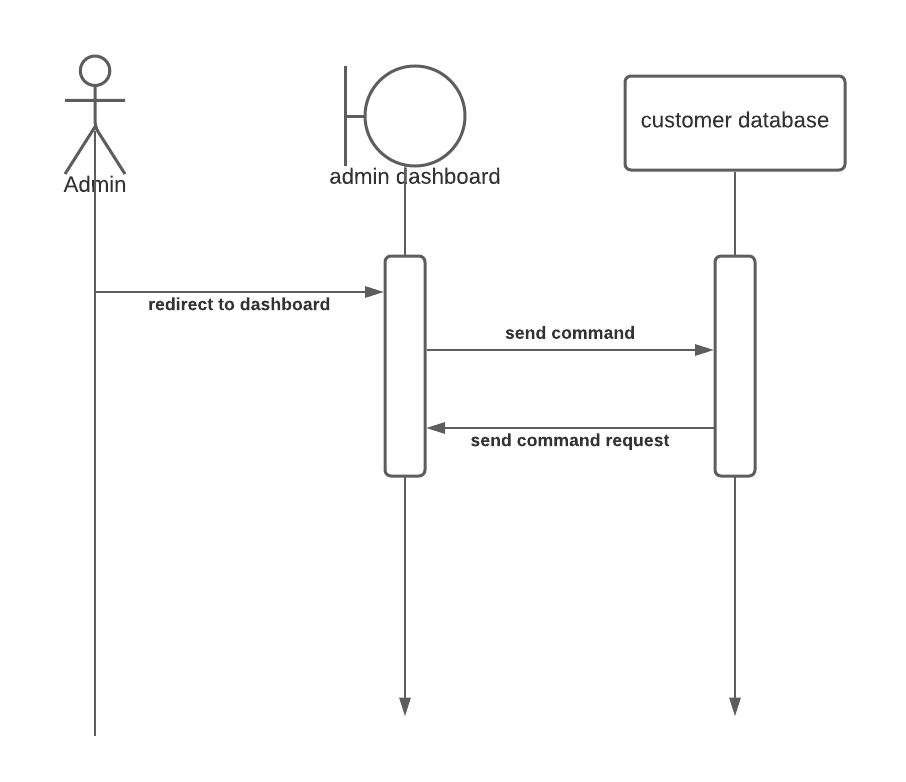 Admin
admin dashboard
customer database
redirect to dashboard
send command
send command request